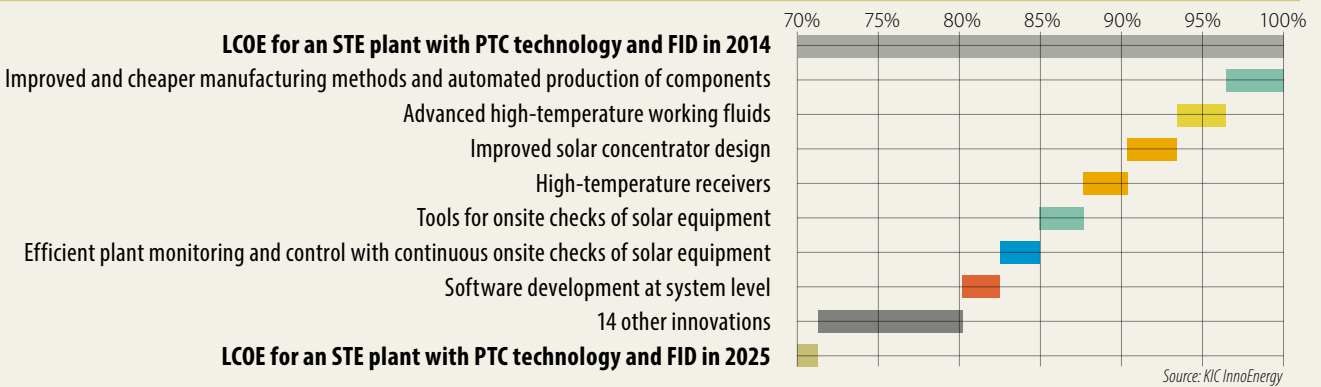 70% 75% 80% 85% 90% 95% 100%
LCOE for an STE plant with PTC technology and FID in 2014
Improved and cheaper manufacturing methods and automated production of components
Advanced high-temperature working fluids
Improved solar concentrator design
High-temperature receivers
Tools for onsite checks of solar equipment
Efficient plant monitoring and control with continuous onsite checks of solar equipment
Software development at system level
14 other innovations
LCOE for an STE plant with PTC technology and FID in 2025
Source: KIC InnoEnergy